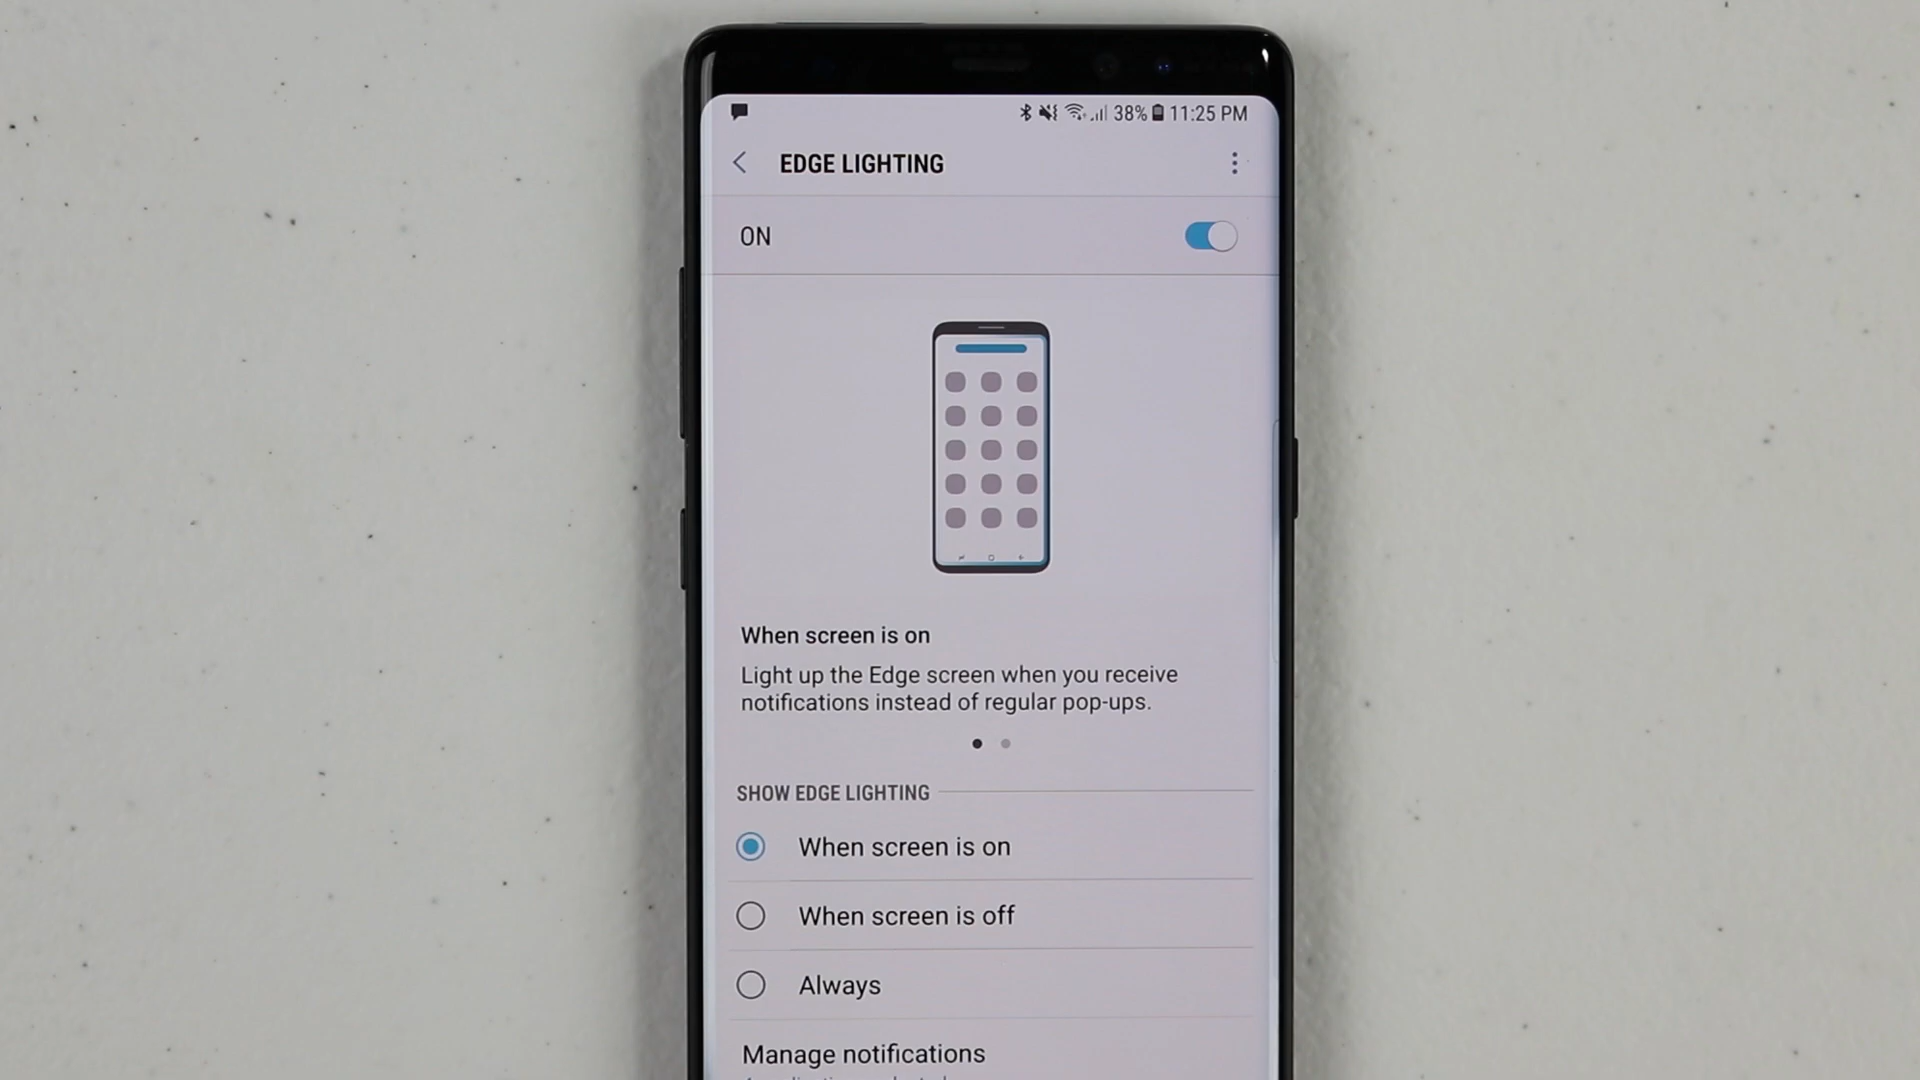 38% 11:25 PM
EDGE LIGHTING
ON
When screen is on
Light up the Edge screen when you receive
notifications instead of regular pop-ups.
SHOW EDGE LIGHTING
When screen is on
When screen is off
Always
Manage notifications